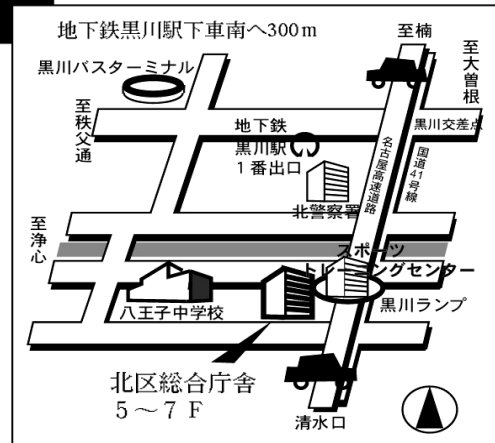 地下鉄黒川駅下車南へ300m
至楠
至大曽根
黒川バスターミナル
至秩父通
地下鉄
黒川駅
1番出口
黒川交差点
名古屋高速道路
国道41号線
北警察署
至浄心
スポーツ
トレーニングセンター
八王子中学校
黒川ランプ
北区総合庁舎
5～7 F
清水口